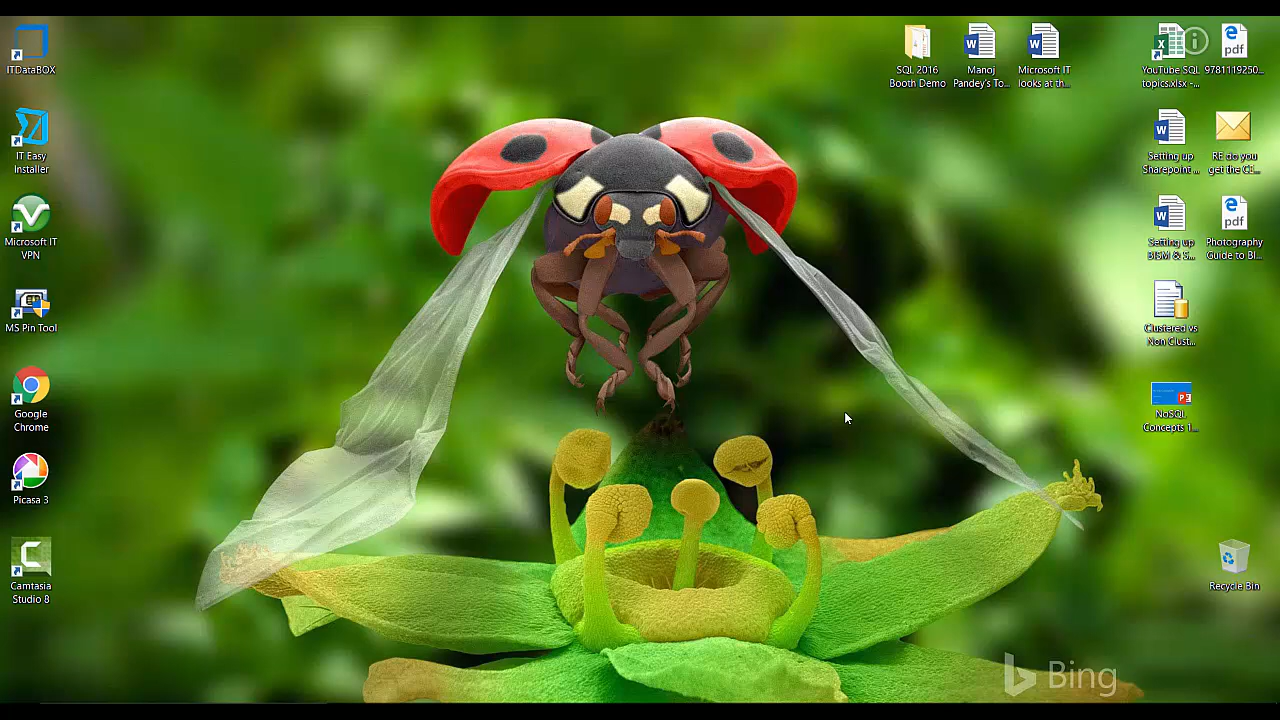 ITDataBOX
IT Easy
Installer
Microsoft IT
VPN
MS Pin Tool
Google
Chrome
Picasa 3
Camtasia
Studio 8
SQL 2016
Booth Demo
Manoj
Pandey's To...
Microsoft IT
looks at th...
YouTube SQL
topics.xlsx -...
pdf
9781119250...
Setting up
Sharepoint ...
RE do you
get the C!...
Setting up
BISM & S...
pdf
Photography
Guide to Bl...
Clustered vs
Non Clust...
NoSQL
Concepts 1...
Recycle Bin
Bing